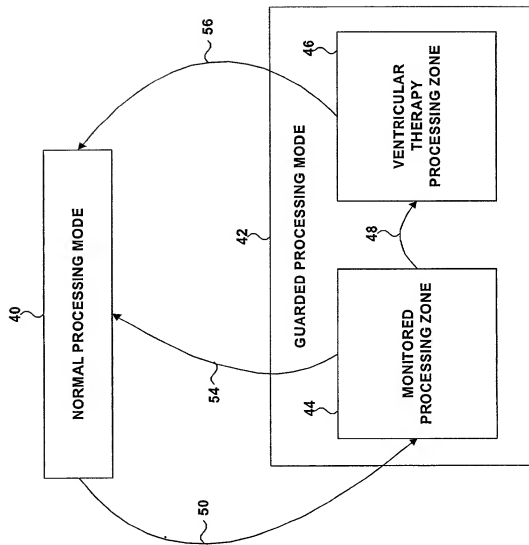 40
NORMAL PROCESSING MODE
50
54
56
42
GUARDED PROCESSING MODE
44
MONITORED
PROCESSING ZONE
48
46
VENTRICULAR
THERAPY
PROCESSING ZONE